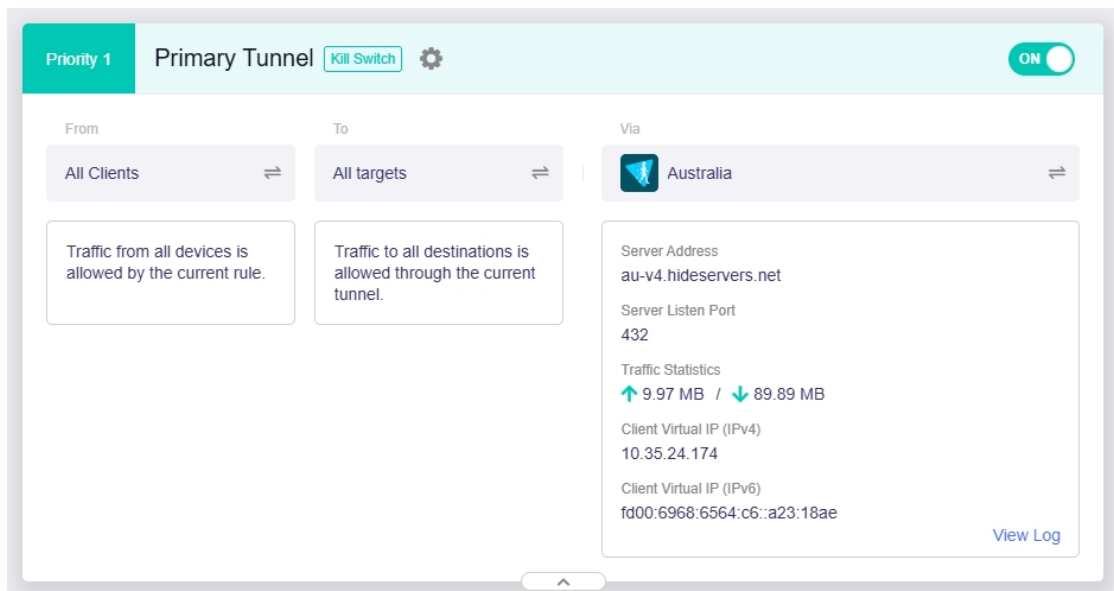 Priority 1
Primary Tunnel
Kill Switch
ON
From
To
Via
All Clients
All targets
Australia
Traffic from all devices is
allowed by the current rule.
Traffic to all destinations is
allowed through the current
tunnel.
Server Address
au-v4.hideservers.net
Server Listen Port
432
Traffic Statistics
9.97 MB / 89.89 MB
Client Virtual IP (IPv4)
10.35.24.174
Client Virtual IP (IPv6)
fd00:6968:6564:c6::a23:18ae
View Log